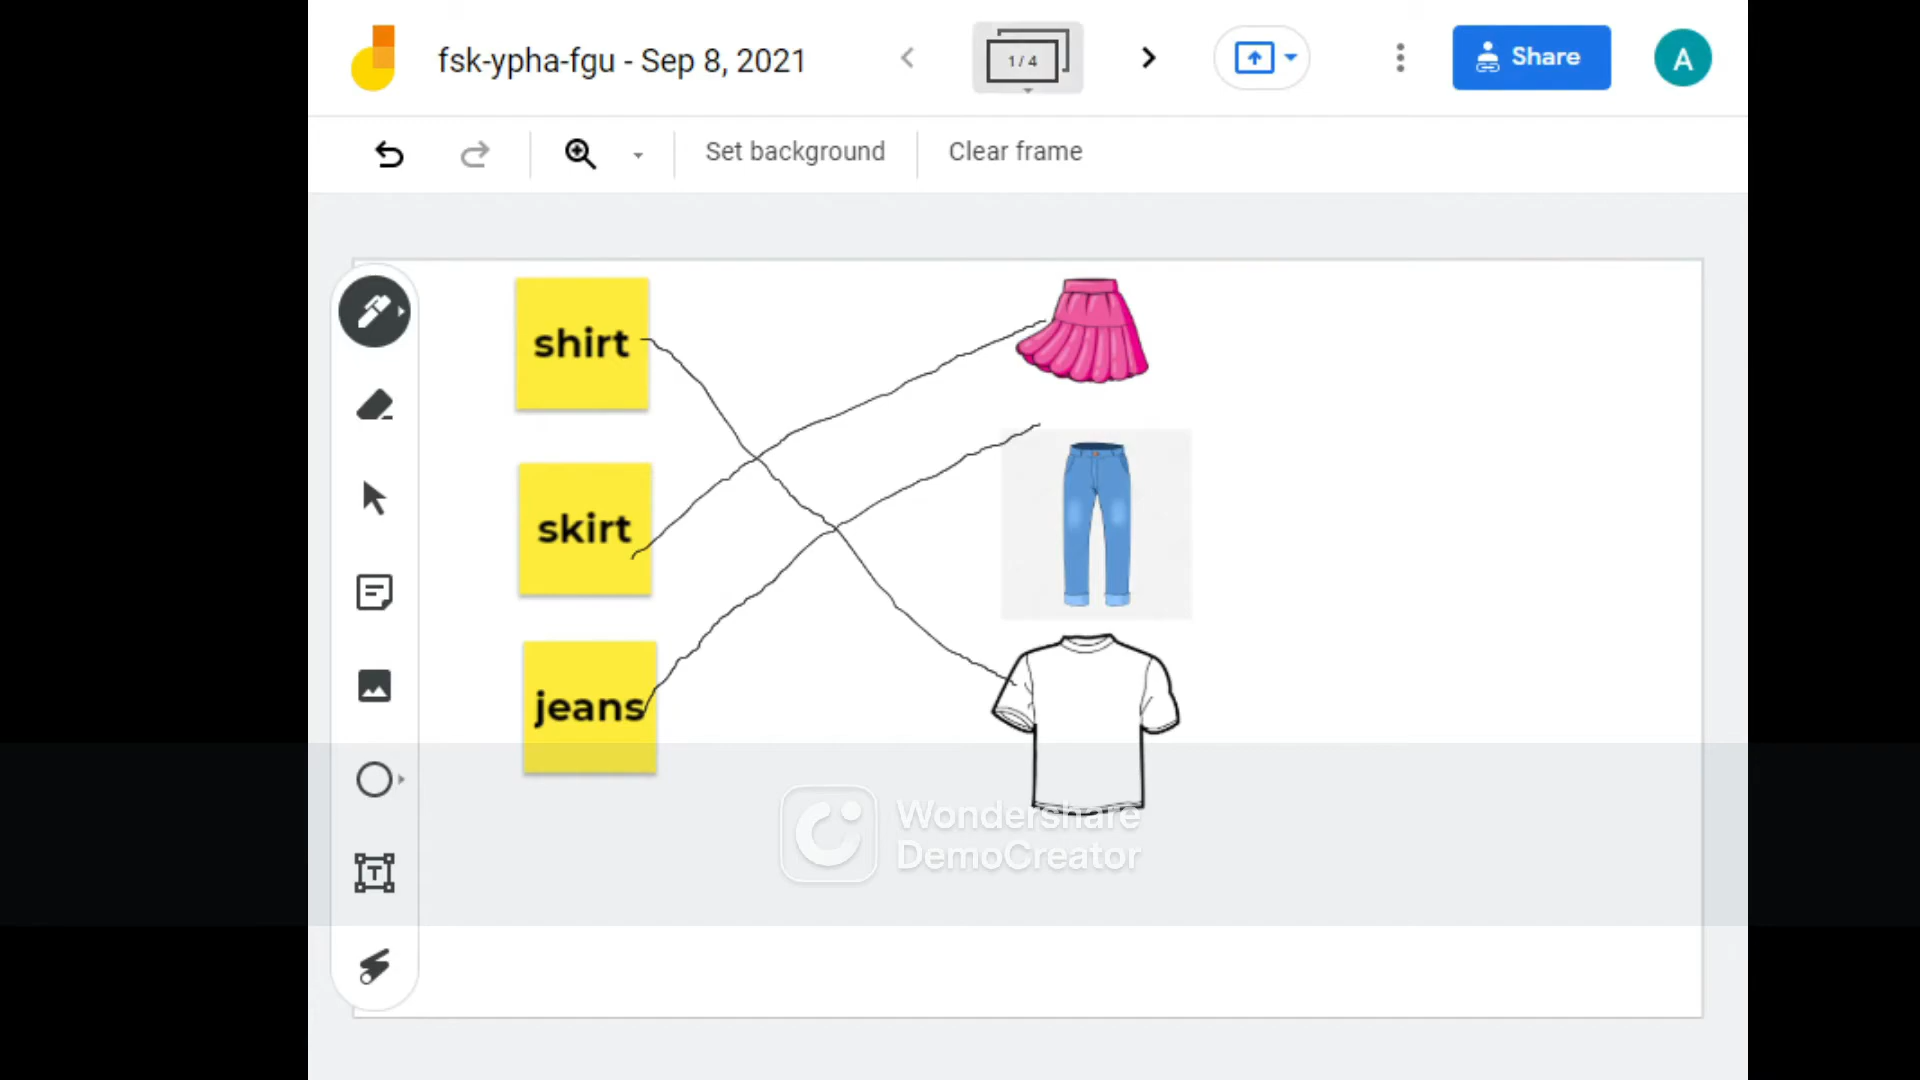 fsk-ypha-fgu - Sep 8, 2021
1 / 4
Share
A
Set background
Clear frame
shirt
skirt
jeans
Wondershare
DemoCreator